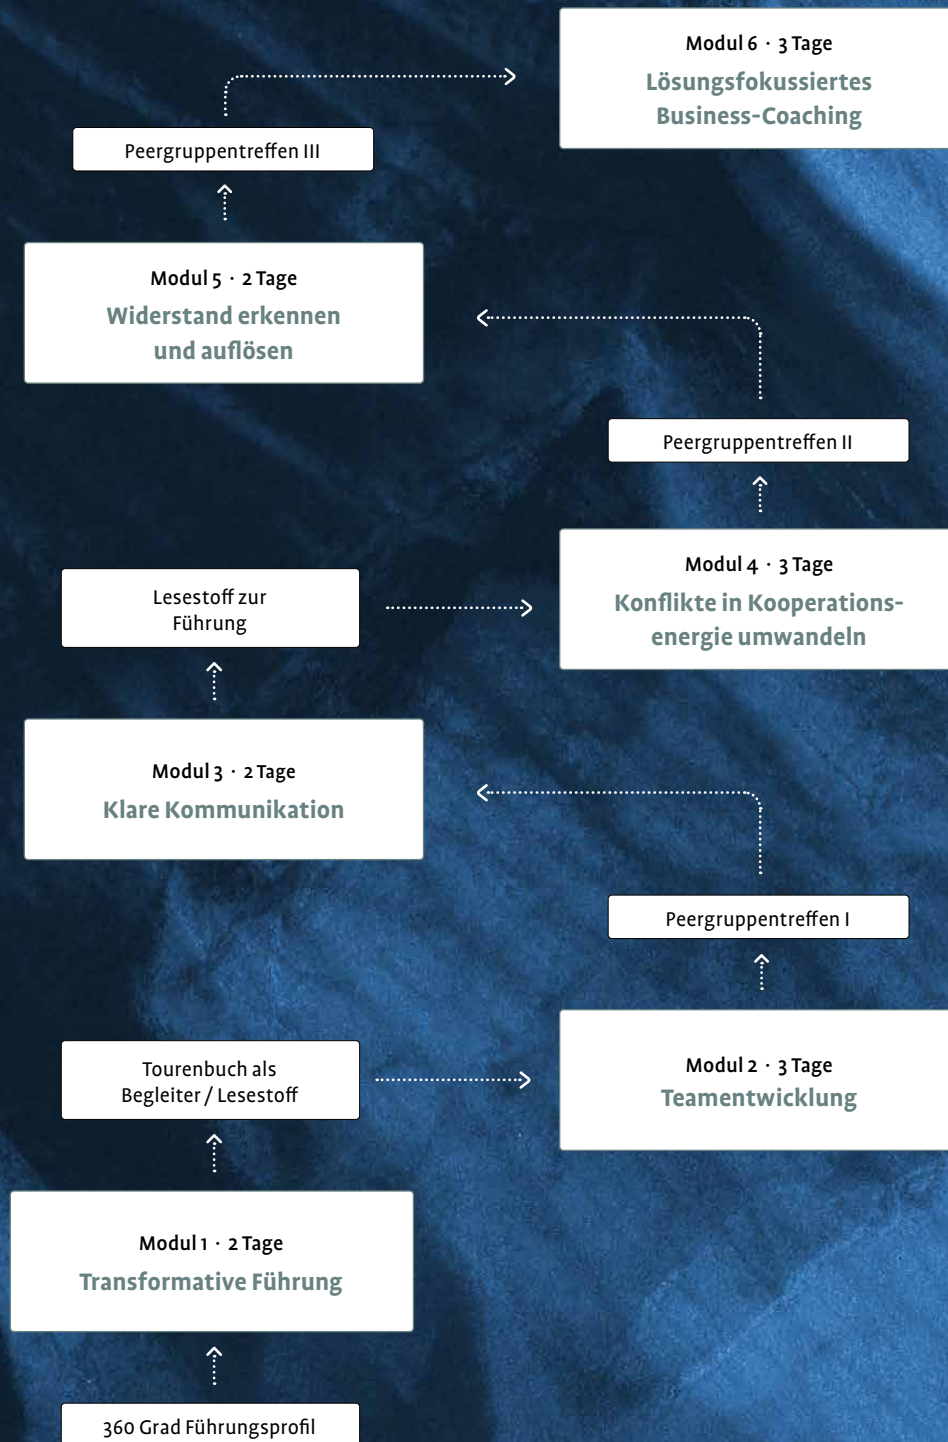 Modul 6 · 3 Tage
Lösungsfokussiertes
Business-Coaching
Peergruppentreffen III
Modul 5 · 2 Tage
Widerstand erkennen
und auflösen
Peergruppentreffen II
Modul 4 · 3 Tage
Konflikte in Kooperations-
energie umwandeln
Lesestoff zur
Führung
Modul 3 · 2 Tage
Klare Kommunikation
Peergruppentreffen I
Modul 2 · 3 Tage
Teamentwicklung
Tourenbuch als
Begleiter / Lesestoff
Modul 1 · 2 Tage
Transformative Führung
360 Grad Führungsprofil